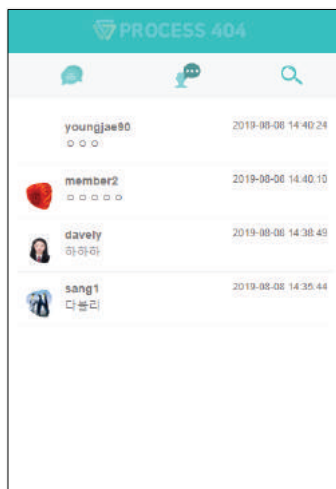 PROCESS 404
youngjae90
2019-08-08 14:40:24
ㅇㅇㅇ
member2
2019-08-08 14:40:10
ㅇㅇㅇㅇㅇ
davely
2019-08-08 14:38:49
하하하
sang1
2019-08-08 14:35:44
다볼리